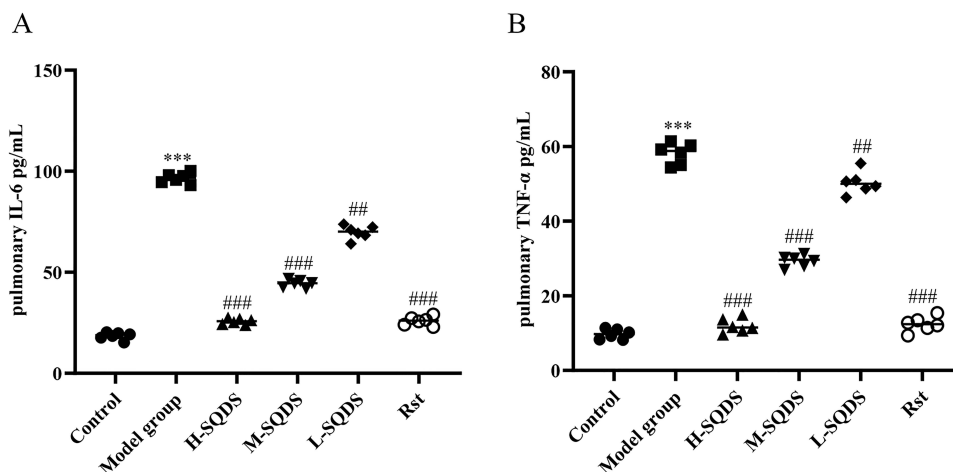 A
pulmonary IL-6 pg/mL
150
100
50
0
***
###
###
##
###
Control
Model group
H-SQDS
M-SQDS
L-SQDS
Rst
B
pulmonary TNF-α pg/mL
80
60
40
20
0
***
###
###
##
###
Control
Model group
H-SQDS
M-SQDS
L-SQDS
Rst